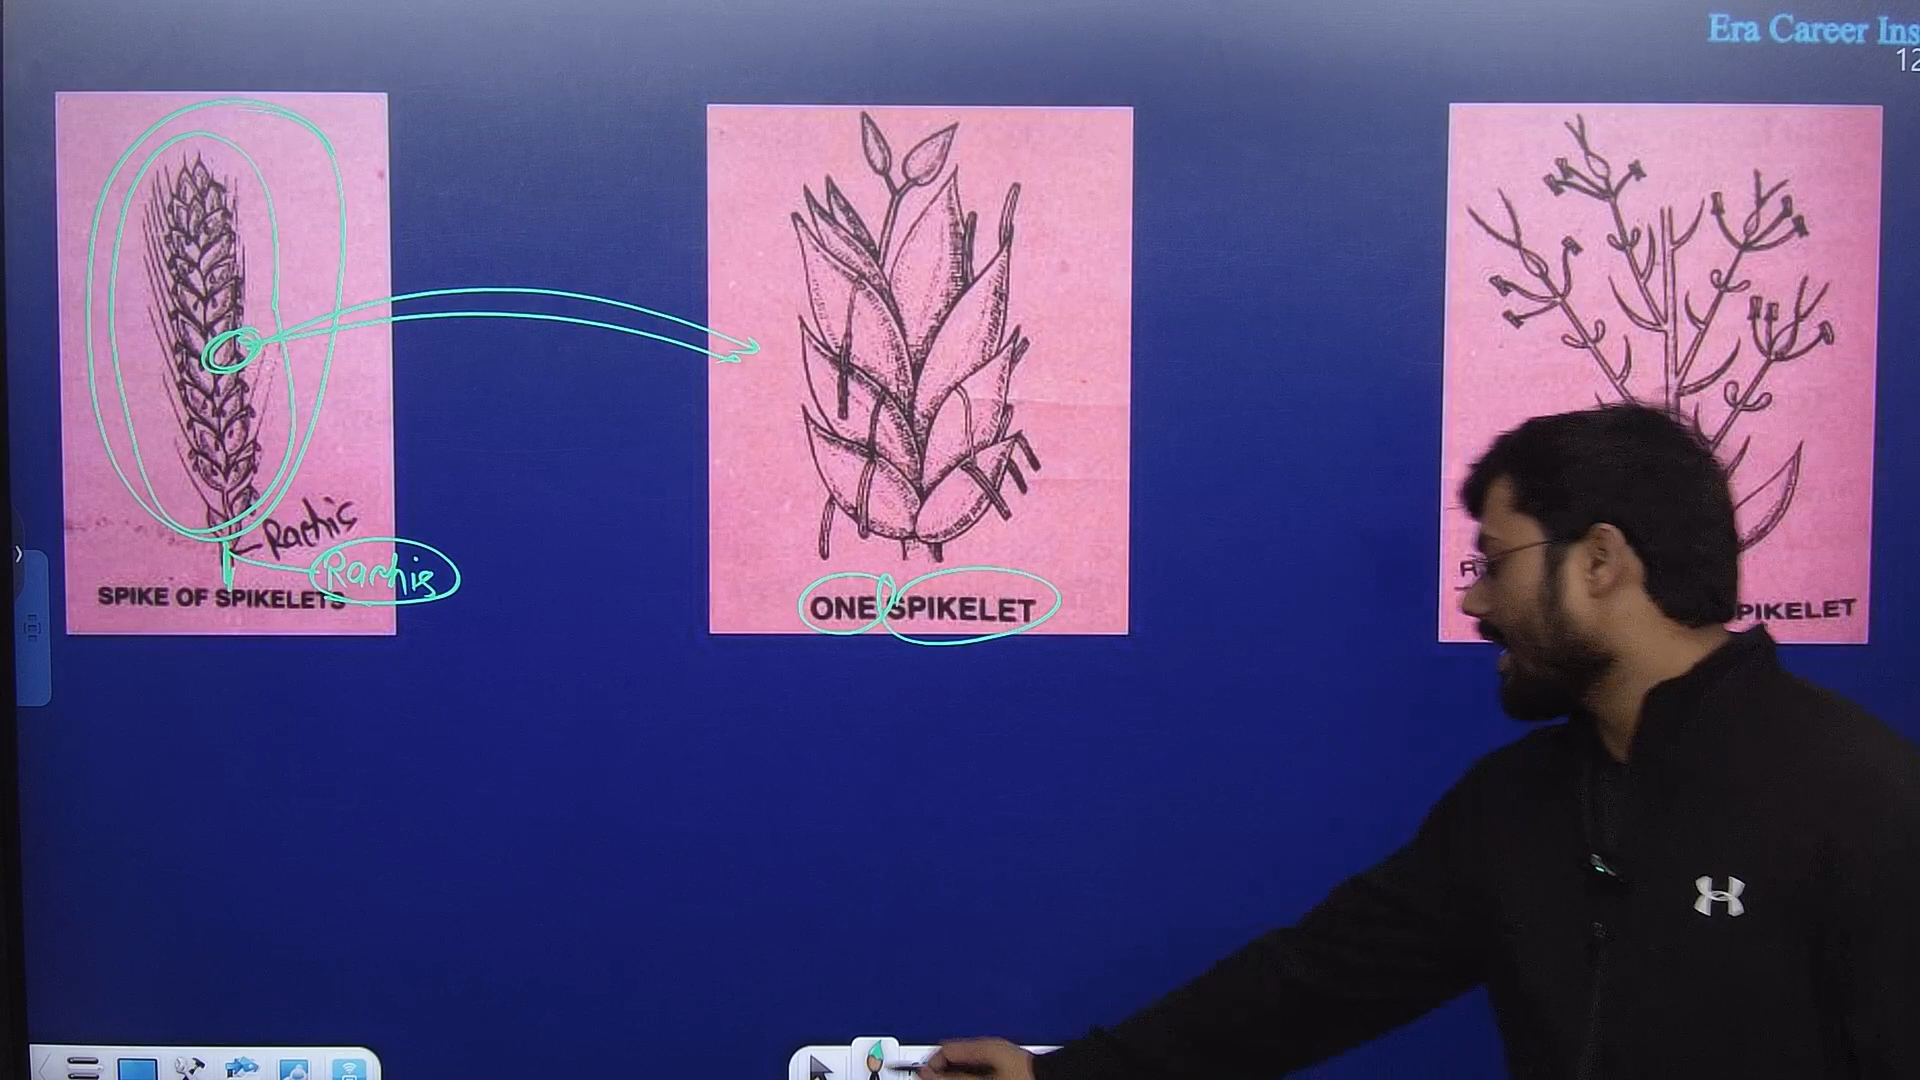 Era Career Ins
12
Rachis
Rachis
SPIKE OF SPIKELETS
ONE SPIKELET
PIKELET